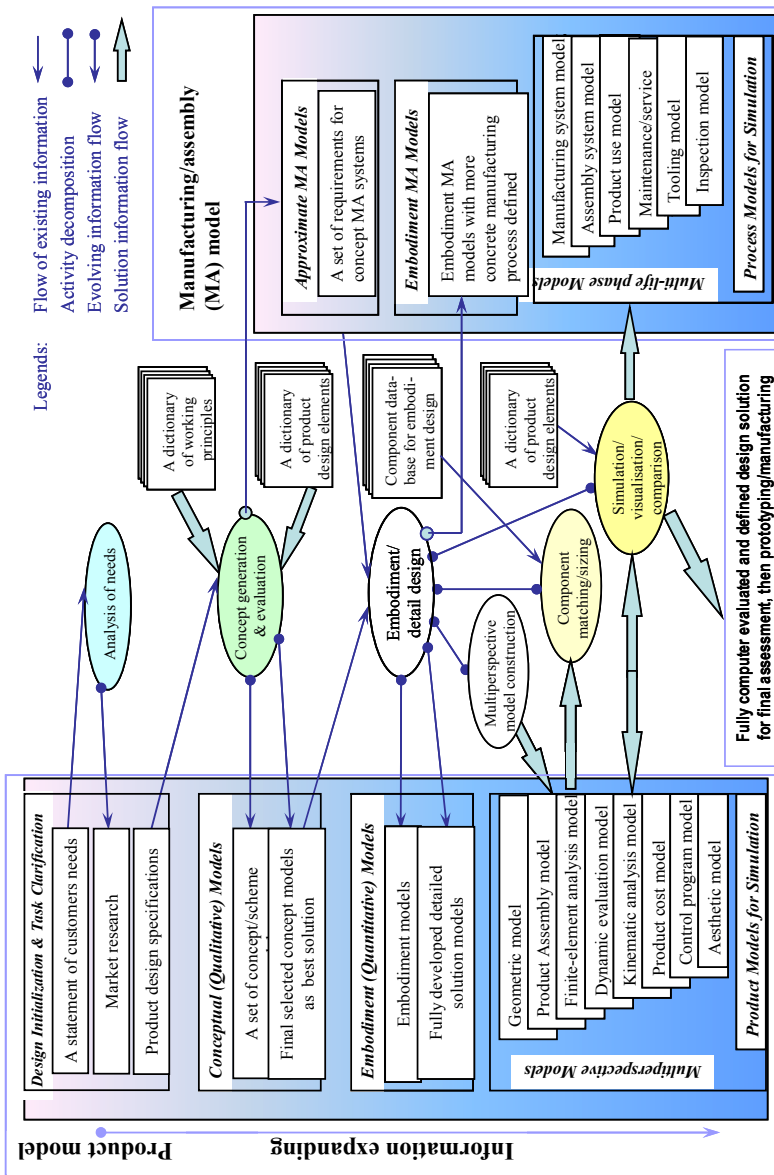 Legends:
Flow of existing information
Activity decomposition
Evolving information flow
Solution information flow
Product model
Information expanding
Design Initialization & Task Clarification
A statement of customers needs
Market research
Product design specifications
Conceptual (Qualitative) Models
A set of concept/scheme
Final selected concept models
as best solution
Embodiment (Quantitative) Models
Embodiment models
Fully developed detailed
solution models
Geometric model
Product Assembly model
Finite-element analysis model
Dynamic evaluation model
Kinematic analysis model
Product cost model
Control program model
Aesthetic model
Multiperspective Models
Product Models for Simulation
Analysis of needs
Concept generation
& evaluation
Embodiment/
detail design
Multiperspective
model construction
Component
matching/sizing
Simulation/
visualisation/
comparison
A dictionary
of working
principles
A dictionary
of product
design elements
Component data-
base for embodi-
ment design
A dictionary
of product
design elements
Fully computer evaluated and defined design solution
for final assessment, then prototyping/manufacturing
Manufacturing/assembly
(MA) model
Approximate MA Models
A set of requirements for
concept MA systems
Embodiment MA Models
Embodiment MA
models with more
concrete manufacturing
process defined
Manufacturing system model
Assembly system model
Product use model
Maintenance/service
Tooling model
Inspection model
Multi-life phase Models
Process Models for Simulation